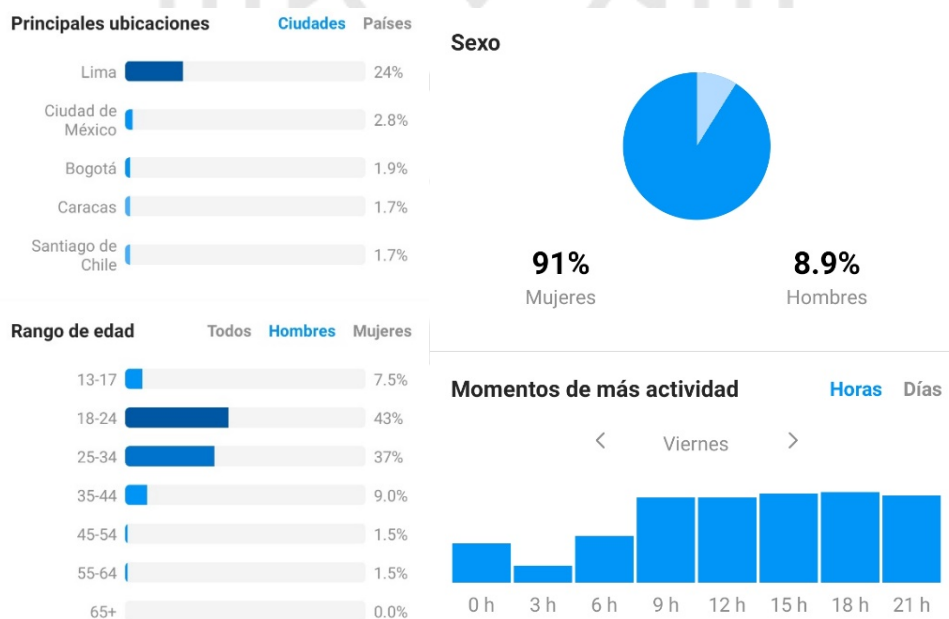 Principales ubicaciones
Ciudades Países
Lima 24%
Ciudad de
México 2.8%
Bogotá 1.9%
Caracas 1.7%
Santiago de
Chile 1.7%
Rango de edad
Todos Hombres Mujeres
13-17 7.5%
18-24 43%
25-34 37%
35-44 9.0%
45-54 1.5%
55-64 1.5%
65+ 0.0%
Sexo
91% 8.9%
Mujeres Hombres
Momentos de más actividad
Horas Días
< Viernes >
0 h 3 h 6 h 9 h 12 h 15 h 18 h 21 h